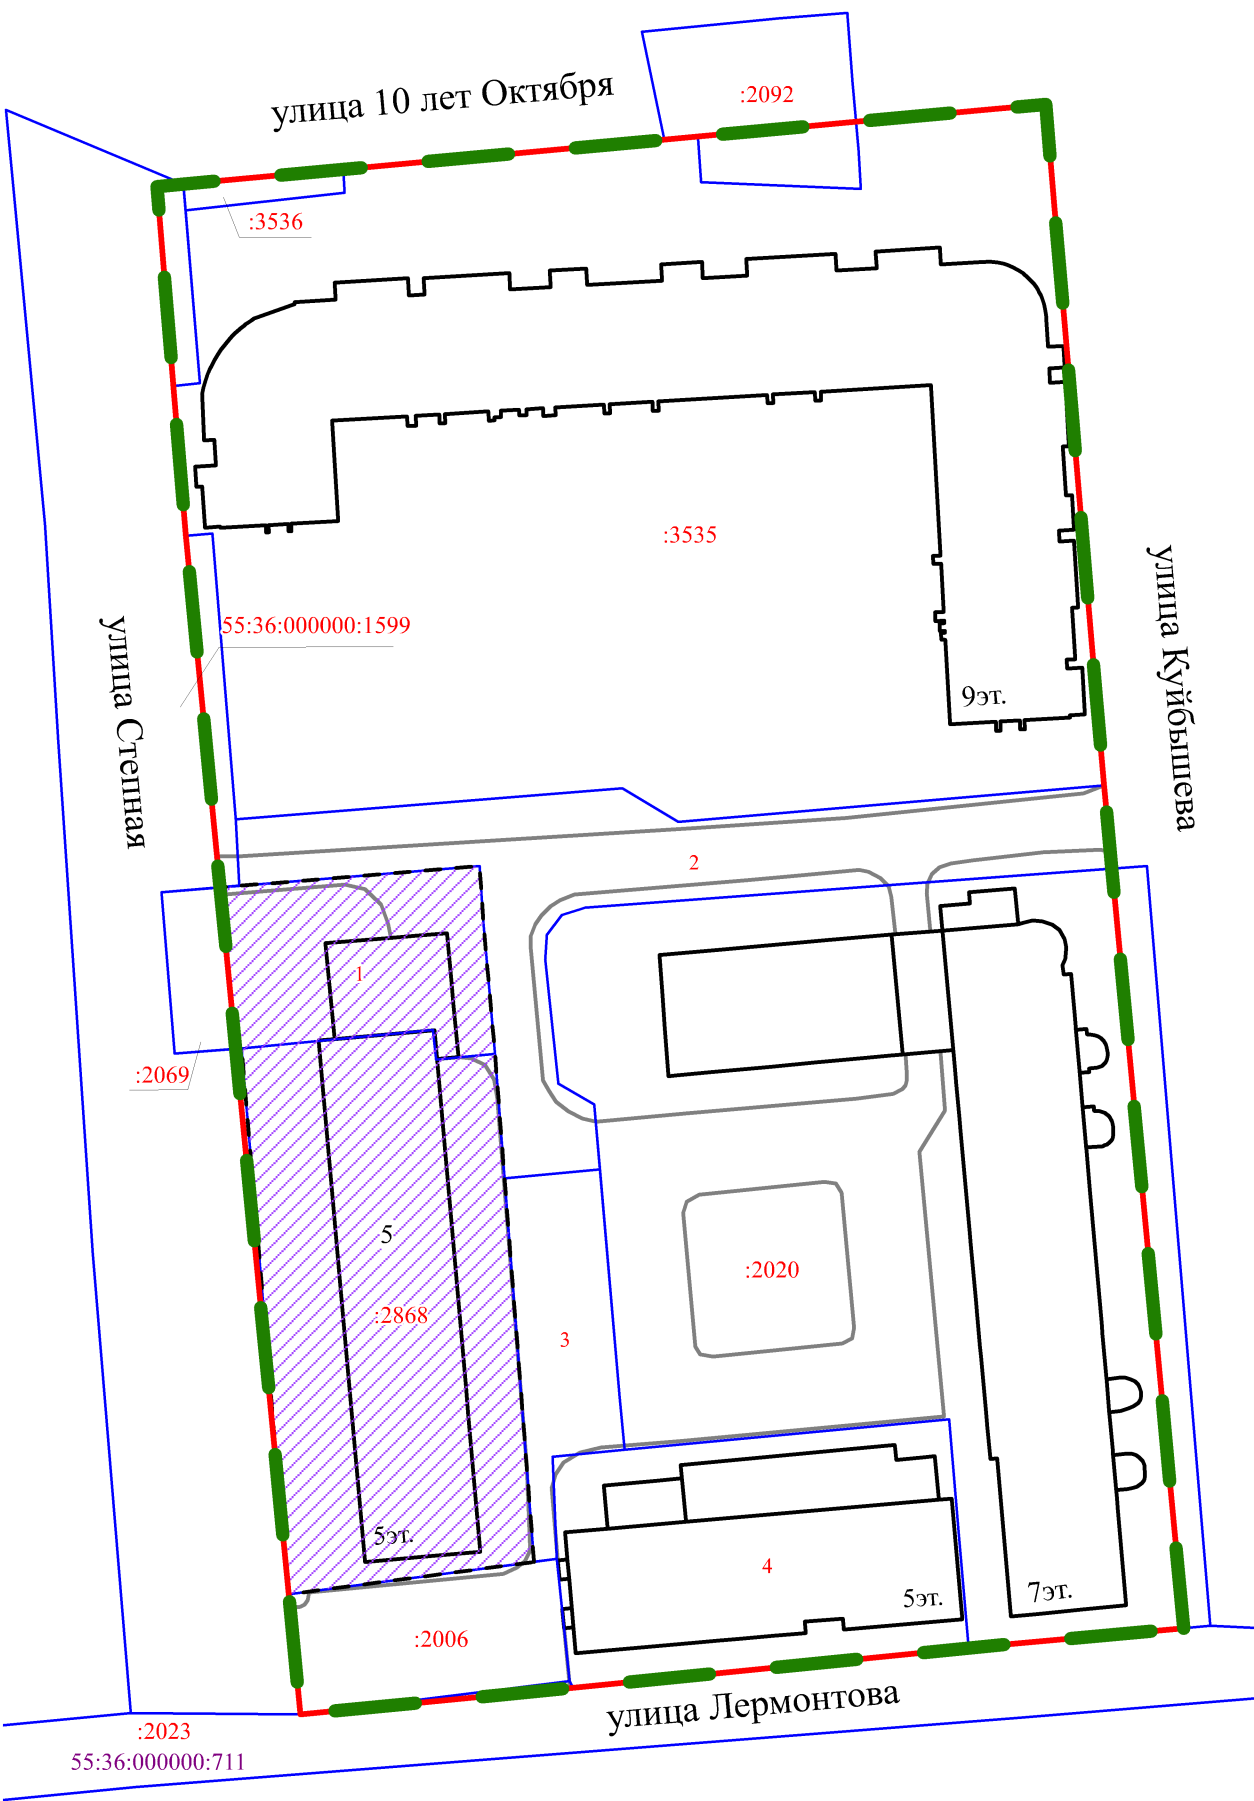 :2092
улица 10 лет Октября
:3536
:3535
улица Куйбышева
55:36:000000:1599
улица Степная
9эт.
2
1
:2069
5
:2020
:2868
3
5эт.
4
7эт.
5эт.
:2006
улица Лермонтова
:2023
55:36:000000:711